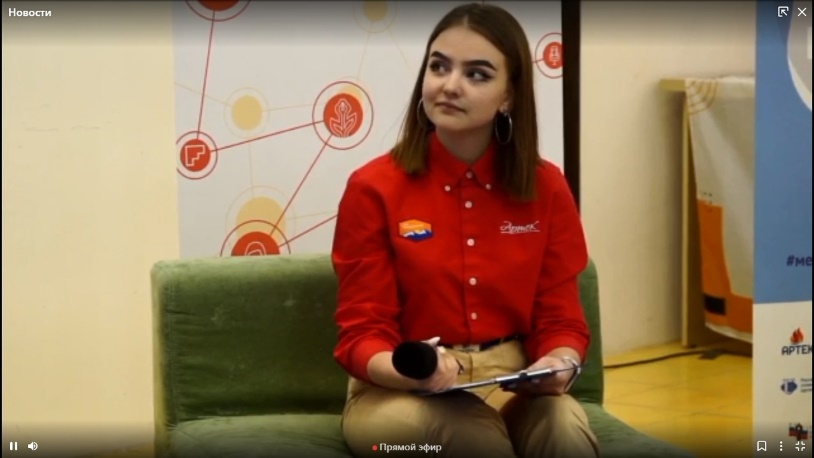 Новости
Артек
#ме
АРТЕК
Прямой эфир